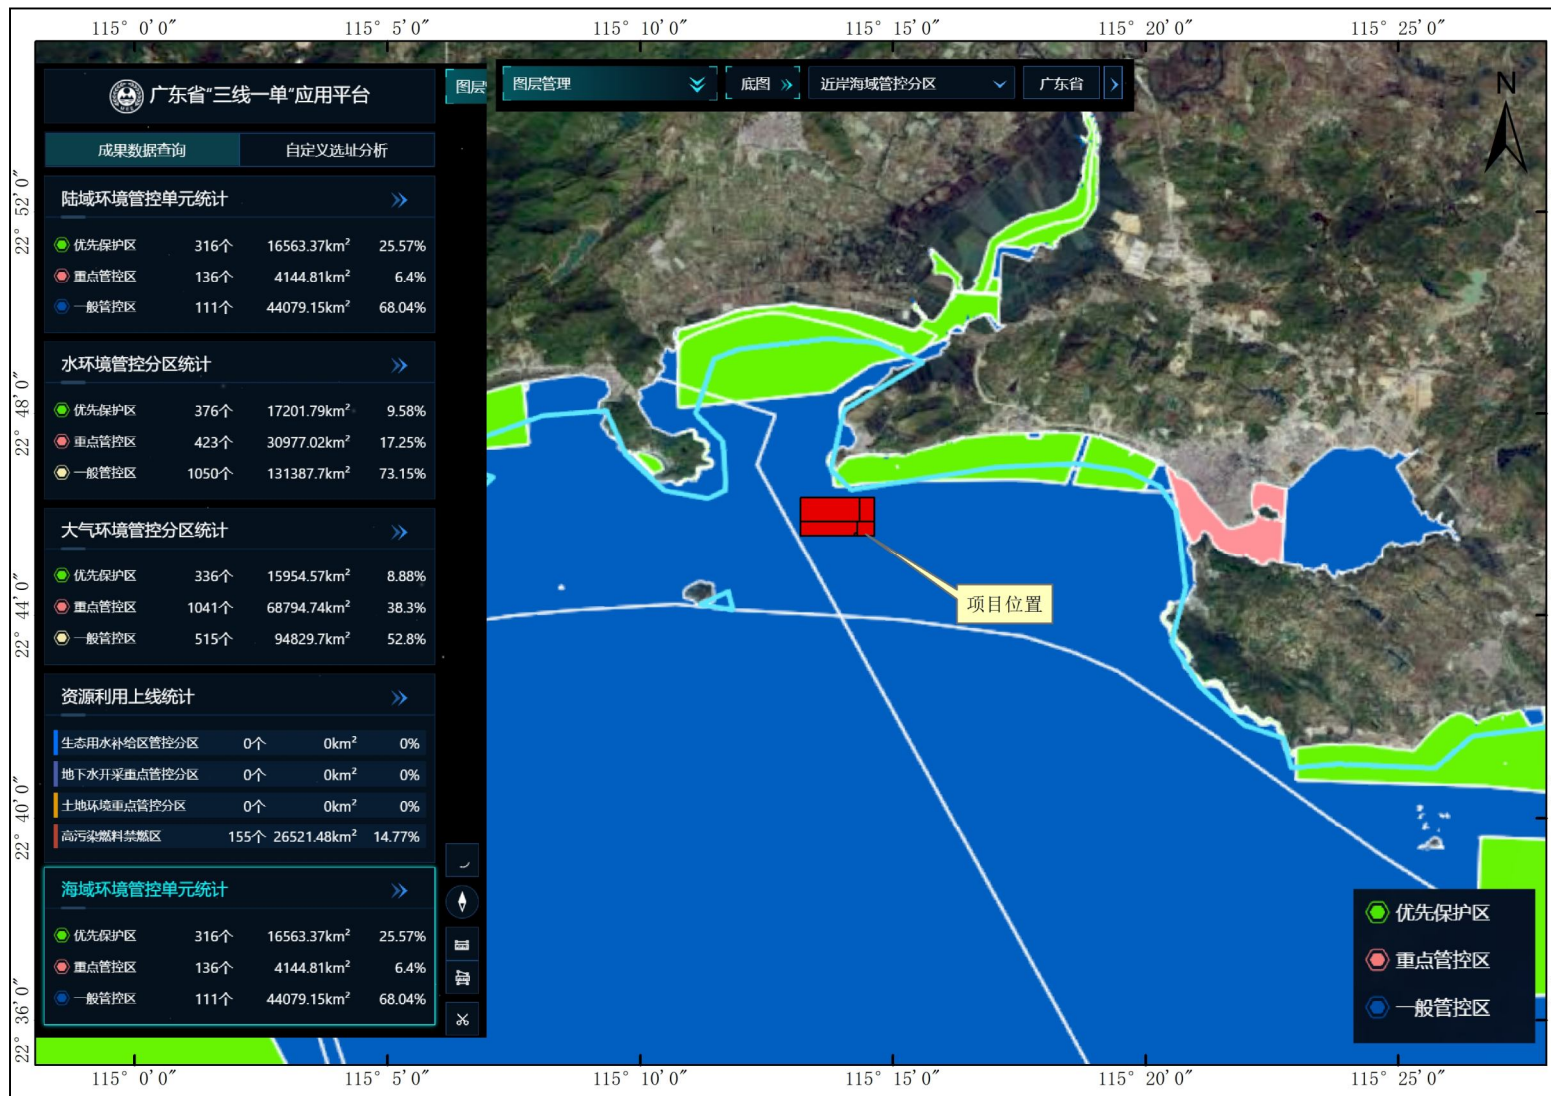 115° 0′0″
115° 5′0″
115° 10′0″
115° 15′0″
115° 20′0″
115° 25′0″
广东省“三线一单”应用平台
图层
图层管理
底图
近岸海域管控分区
广东省
N
成果数据查询
自定义选址分析
陆域环境管控单元统计
优先保护区 316个 16563.37km² 25.57%
重点管控区 136个 4144.81km² 6.4%
一般管控区 111个 44079.15km² 68.04%
水环境管控分区统计
优先保护区 376个 17201.79km² 9.58%
重点管控区 423个 30977.02km² 17.25%
一般管控区 1050个 131387.7km² 73.15%
大气环境管控分区统计
优先保护区 336个 15954.57km² 8.88%
重点管控区 1041个 68794.74km² 38.3%
一般管控区 515个 94829.7km² 52.8%
资源利用上线统计
生态用水补给区管控分区 0个 0km² 0%
地下水开采重点管控分区 0个 0km² 0%
土地环境重点管控分区 0个 0km² 0%
高污染燃料禁燃区 155个 26521.48km² 14.77%
海域环境管控单元统计
优先保护区 316个 16563.37km² 25.57%
重点管控区 136个 4144.81km² 6.4%
一般管控区 111个 44079.15km² 68.04%
项目位置
优先保护区
重点管控区
一般管控区
22° 52′0″
22° 48′0″
22° 44′0″
22° 40′0″
22° 36′0″
115° 0′0″
115° 5′0″
115° 10′0″
115° 15′0″
115° 20′0″
115° 25′0″